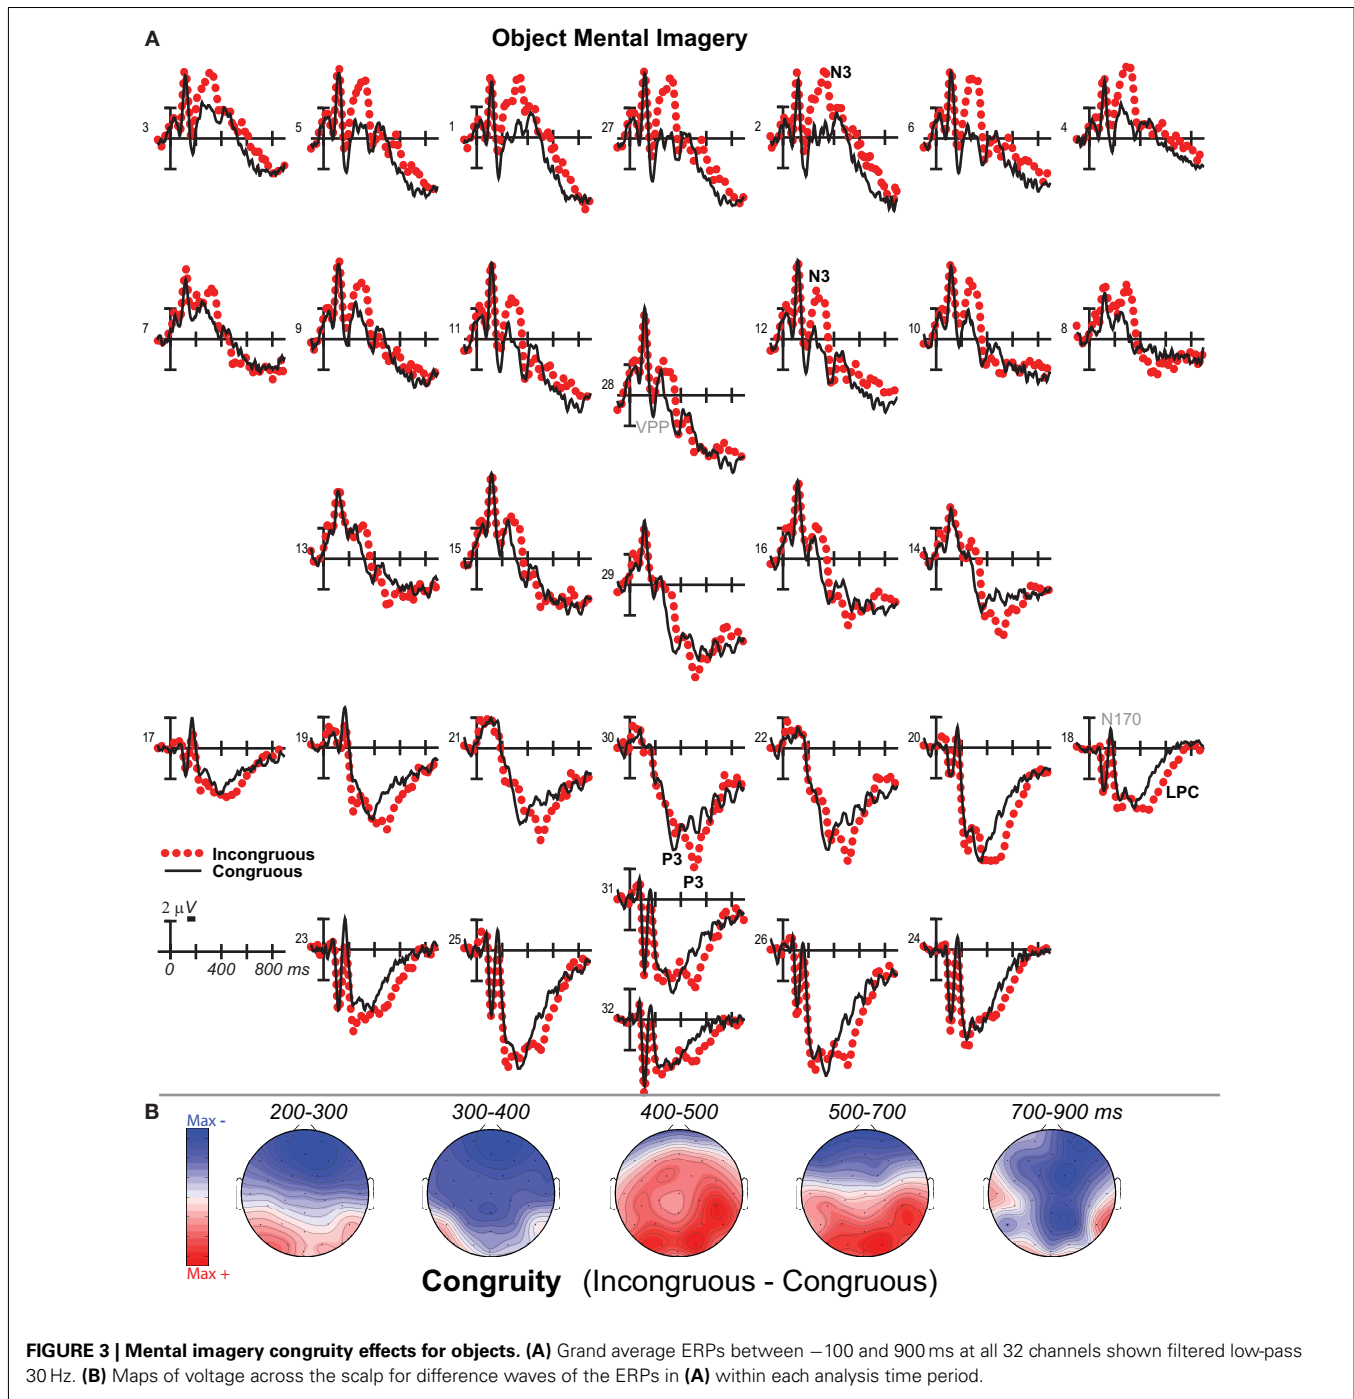 A
Object Mental Imagery
3
5
1
27
2
N3
6
4
7
9
11
28
VPP
12
N3
10
8
13
15
29
16
14
17
19
21
30
P3
22
20
18
N170
LPC
Incongruous
Congruous
31
P3
2 μV
0 400 800 ms
23
25
32
26
24
B
200-300 300-400 400-500 500-700 700-900 ms
Max -
Max +
Congruity (Incongruous - Congruous)
FIGURE 3 | Mental imagery congruity effects for objects. (A) Grand average ERPs between −100 and 900 ms at all 32 channels shown filtered low-pass
30 Hz. (B) Maps of voltage across the scalp for difference waves of the ERPs in (A) within each analysis time period.